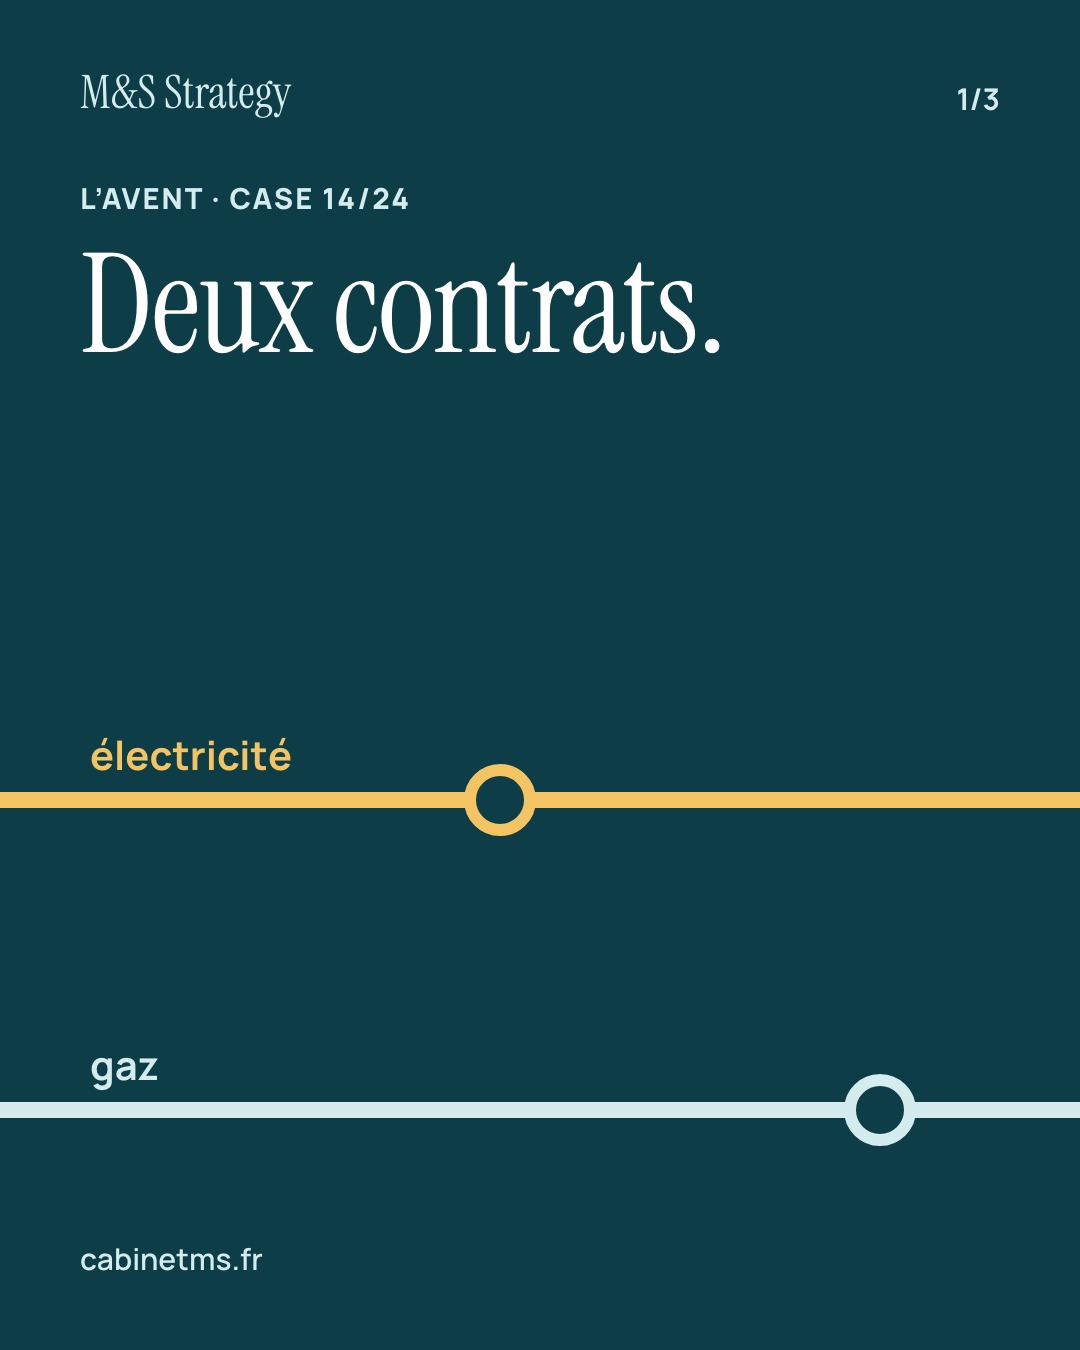 M&S Strategy
1/3
L’AVENT · CASE 14/24
Deux contrats.
électricité
gaz
cabinetms.fr